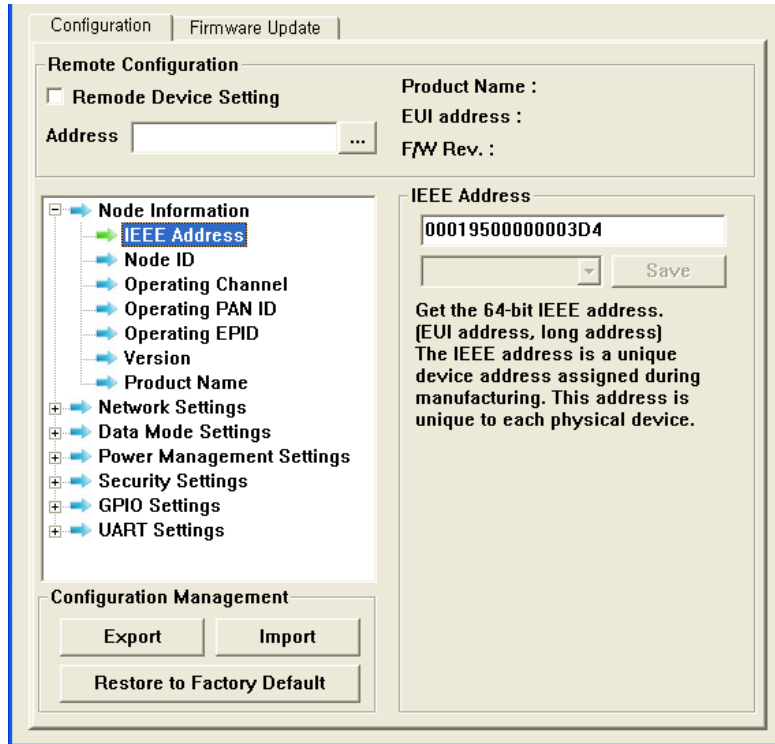 Configuration
Firmware Update
Remote Configuration
Remode Device Setting
Address
...
Product Name :
EUI address :
F/W Rev. :
Node Information
IEEE Address
Node ID
Operating Channel
Operating PAN ID
Operating EPID
Version
Product Name
Network Settings
Data Mode Settings
Power Management Settings
Security Settings
GPIO Settings
UART Settings
IEEE Address
00019500000003D4
Save
Get the 64-bit IEEE address.
(EUI address, long address)
The IEEE address is a unique
device address assigned during
manufacturing. This address is
unique to each physical device.
Configuration Management
Export
Import
Restore to Factory Default